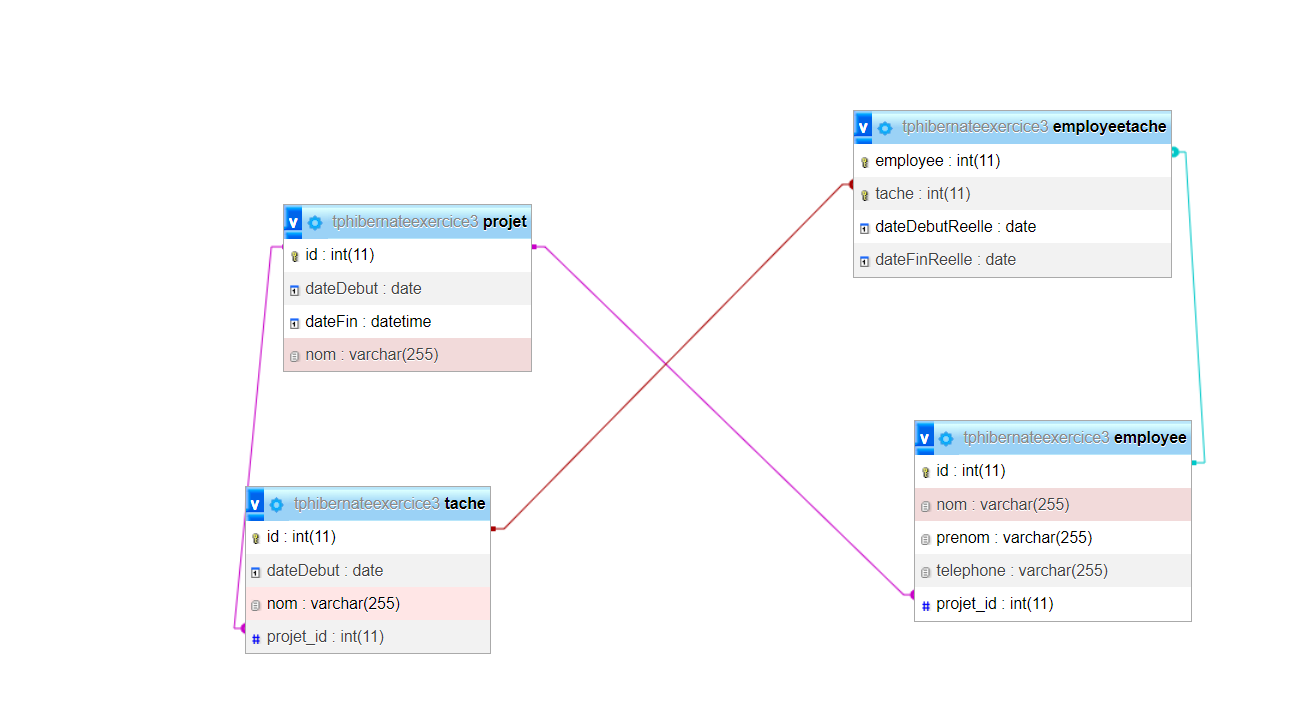 v tphibernateexercice3 employeetache
employee : int(11)
tache : int(11)
dateDebutReelle : date
dateFinReelle : date
v tphibernateexercice3 projet
id : int(11)
dateDebut : date
dateFin : datetime
nom : varchar(255)
v tphibernateexercice3 employee
id : int(11)
nom : varchar(255)
prenom : varchar(255)
telephone : varchar(255)
# projet_id : int(11)
v tphibernateexercice3 tache
id : int(11)
dateDebut : date
nom : varchar(255)
# projet_id : int(11)